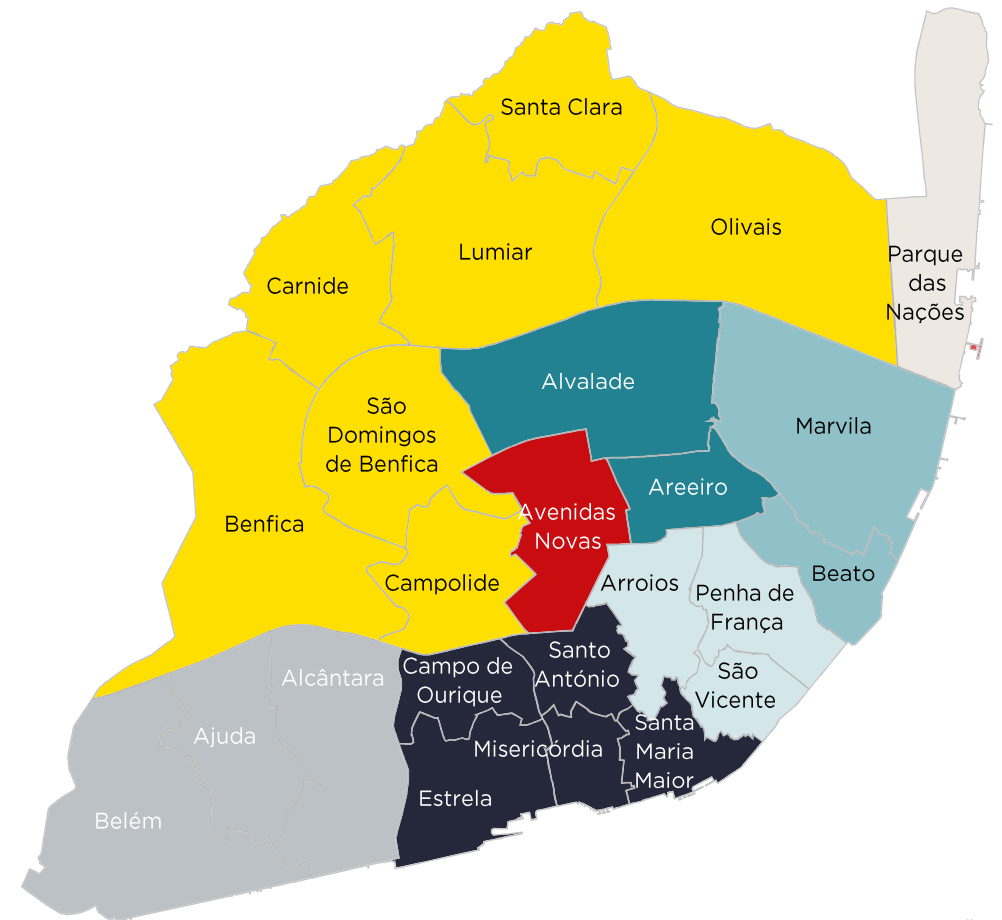 Santa Clara
Olivais
Lumiar
Parque
das
Nações
Carnide
Alvalade
São
Domingos
de Benfica
Marvila
Areeiro
Benfica
Avenidas
Novas
Campolide
Arroios
Beato
Penha de
França
Santo
António
Campo de
Ourique
Alcântara
São
Vicente
Ajuda
Misericórdia
Santa
Maria
Maior
Estrela
Belém